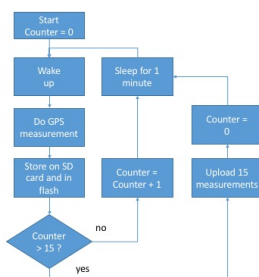 Start
Counter = 0
Wake
up
Sleep for 1
minute
Do GPS
measurement
Counter =
0
Store on SD
card and in
flash
Counter =
Counter + 1
Upload 15
measurements
Counter
> 15 ?
no
yes